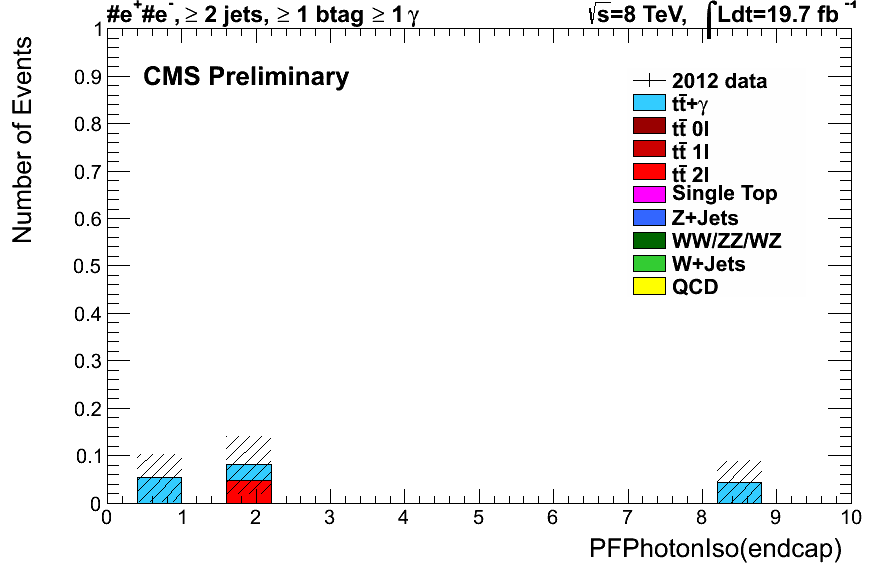 #e⁺#e⁻, ≥ 2 jets, ≥ 1 btag ≥ 1 γ
√s=8 TeV, ∫Ldt=19.7 fb⁻¹
CMS Preliminary
2012 data
tt̄+γ
tt̄ 0l
tt̄ 1l
tt̄ 2l
Single Top
Z+Jets
WW/ZZ/WZ
W+Jets
QCD
Number of Events
1
0.9
0.8
0.7
0.6
0.5
0.4
0.3
0.2
0.1
0
0 1 2 3 4 5 6 7 8 9 10
PFPhotonIso(endcap)